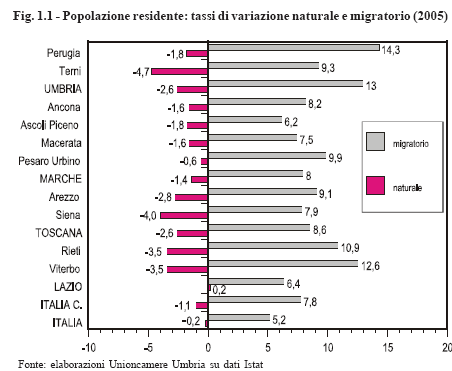 Fig. 1.1 - Popolazione residente: tassi di variazione naturale e migratorio (2005)
Perugia -1,8 14,3
Terni -4,7 9,3
UMBRIA -2,6 13
Ancona -1,6 8,2
Ascoli Piceno -1,8 6,2
Macerata -1,6 7,5
Pesaro Urbino -0,6 9,9
MARCHE -1,4 8
Arezzo -2,8 9,1
Siena -4,0 7,9
TOSCANA -2,6 8,6
Rieti -3,5 10,9
Viterbo -3,5 12,6
LAZIO 0,2 6,4
ITALIA C. -1,1 7,8
ITALIA -0,2 5,2
migratorio
naturale
-10 -5 0 5 10 15 20
Fonte: elaborazioni Unioncamere Umbria su dati Istat